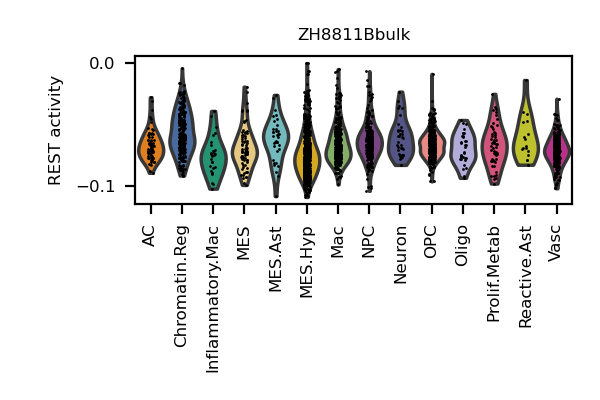 ZH8811Bbulk
REST activity
0.0
−0.1
AC
Chromatin.Reg
Inflammatory.Mac
MES
MES.Ast
MES.Hyp
Mac
NPC
Neuron
OPC
Oligo
Prolif.Metab
Reactive.Ast
Vasc